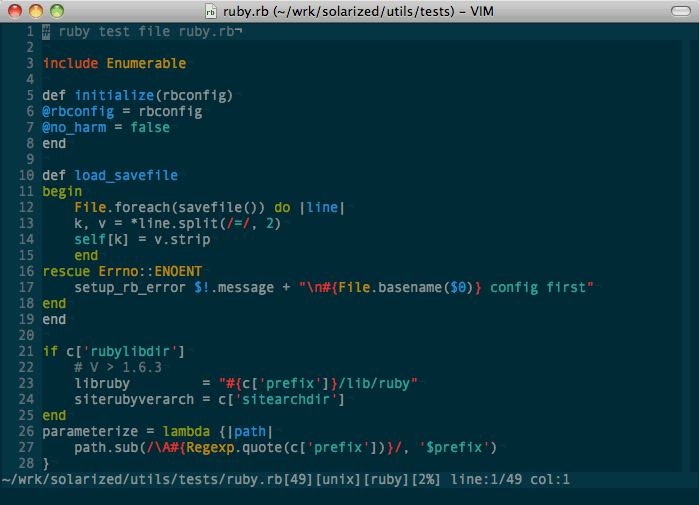 ruby.rb (~/wrk/solarized/utils/tests) – VIM
1 # ruby test file ruby.rb¬
2
3 include Enumerable
4
5 def initialize(rbconfig)
6 @rbconfig = rbconfig
7 @no_harm = false
8 end
9
10 def load_savefile
11 begin
12     File.foreach(savefile()) do |line|
13     k, v = *line.split(/=/, 2)
14     self[k] = v.strip
15     end
16 rescue Errno::ENOENT
17     setup_rb_error $!.message + "\n#{File.basename($0)} config first"
18 end
19 end
20
21 if c['rubylibdir']
22     # V > 1.6.3
23     libruby         = "#{c['prefix']}/lib/ruby"
24     siterubyverarch = c['sitearchdir']
25 end
26 parameterize = lambda {|path|
27     path.sub(/\A#{Regexp.quote(c['prefix'])}/, '$prefix')
28 }
~/wrk/solarized/utils/tests/ruby.rb[49][unix][ruby][2%] line:1/49 col:1